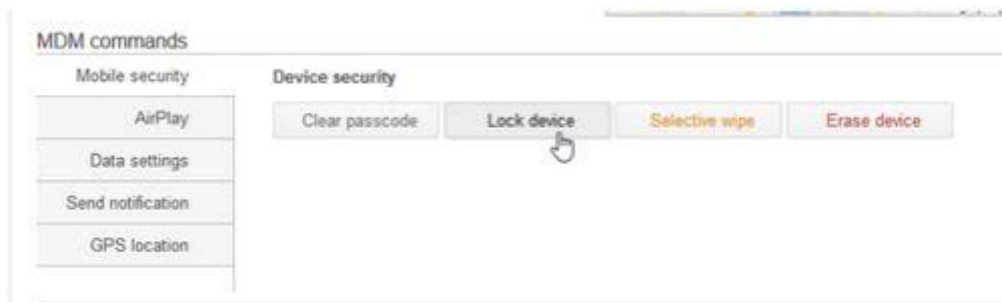 MDM commands
Mobile security
Device security
AirPlay
Clear passcode Lock device Selective wipe Erase device
Data settings
Send notification
GPS location